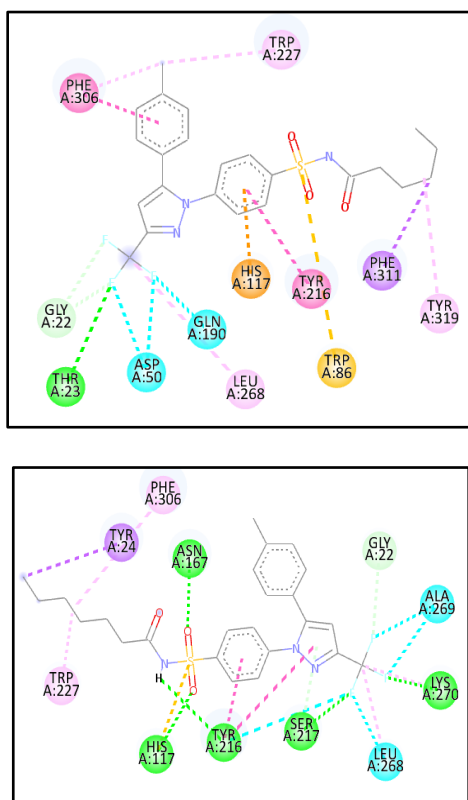 TRP
A:227
PHE
A:306
O
S
N
O
O
N
N
F
F
F
HIS
A:117
TYR
A:216
PHE
A:311
TYR
A:319
GLY
A:22
GLN
A:190
THR
A:23
ASP
A:50
LEU
A:268
TRP
A:86
PHE
A:306
TYR
A:24
ASN
A:167
GLY
A:22
ALA
A:269
O
O
S
N
H
O
N
N
LYS
A:270
TRP
A:227
HIS
A:117
TYR
A:216
SER
A:217
LEU
A:268